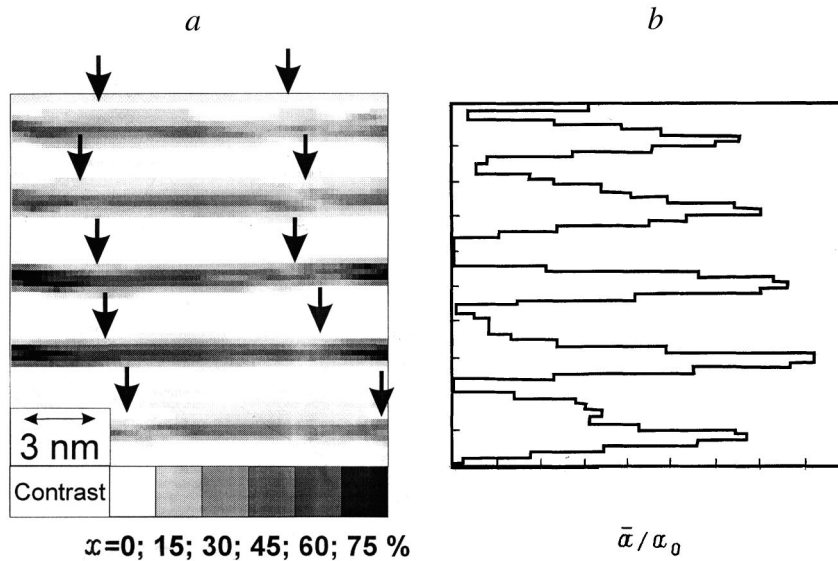 a
b
3 nm
Contrast
x=0; 15; 30; 45; 60; 75 %
ᾱ/α₀